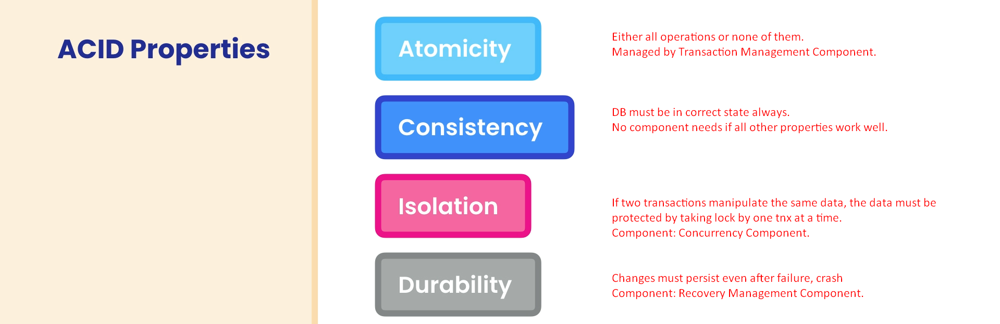 ACID Properties
Atomicity
Either all operations or none of them.
Managed by Transaction Management Component.
Consistency
DB must be in correct state always.
No component needs if all other properties work well.
Isolation
If two transactions manipulate the same data, the data must be
protected by taking lock by one tnx at a time.
Component: Concurrency Component.
Durability
Changes must persist even after failure, crash
Component: Recovery Management Component.